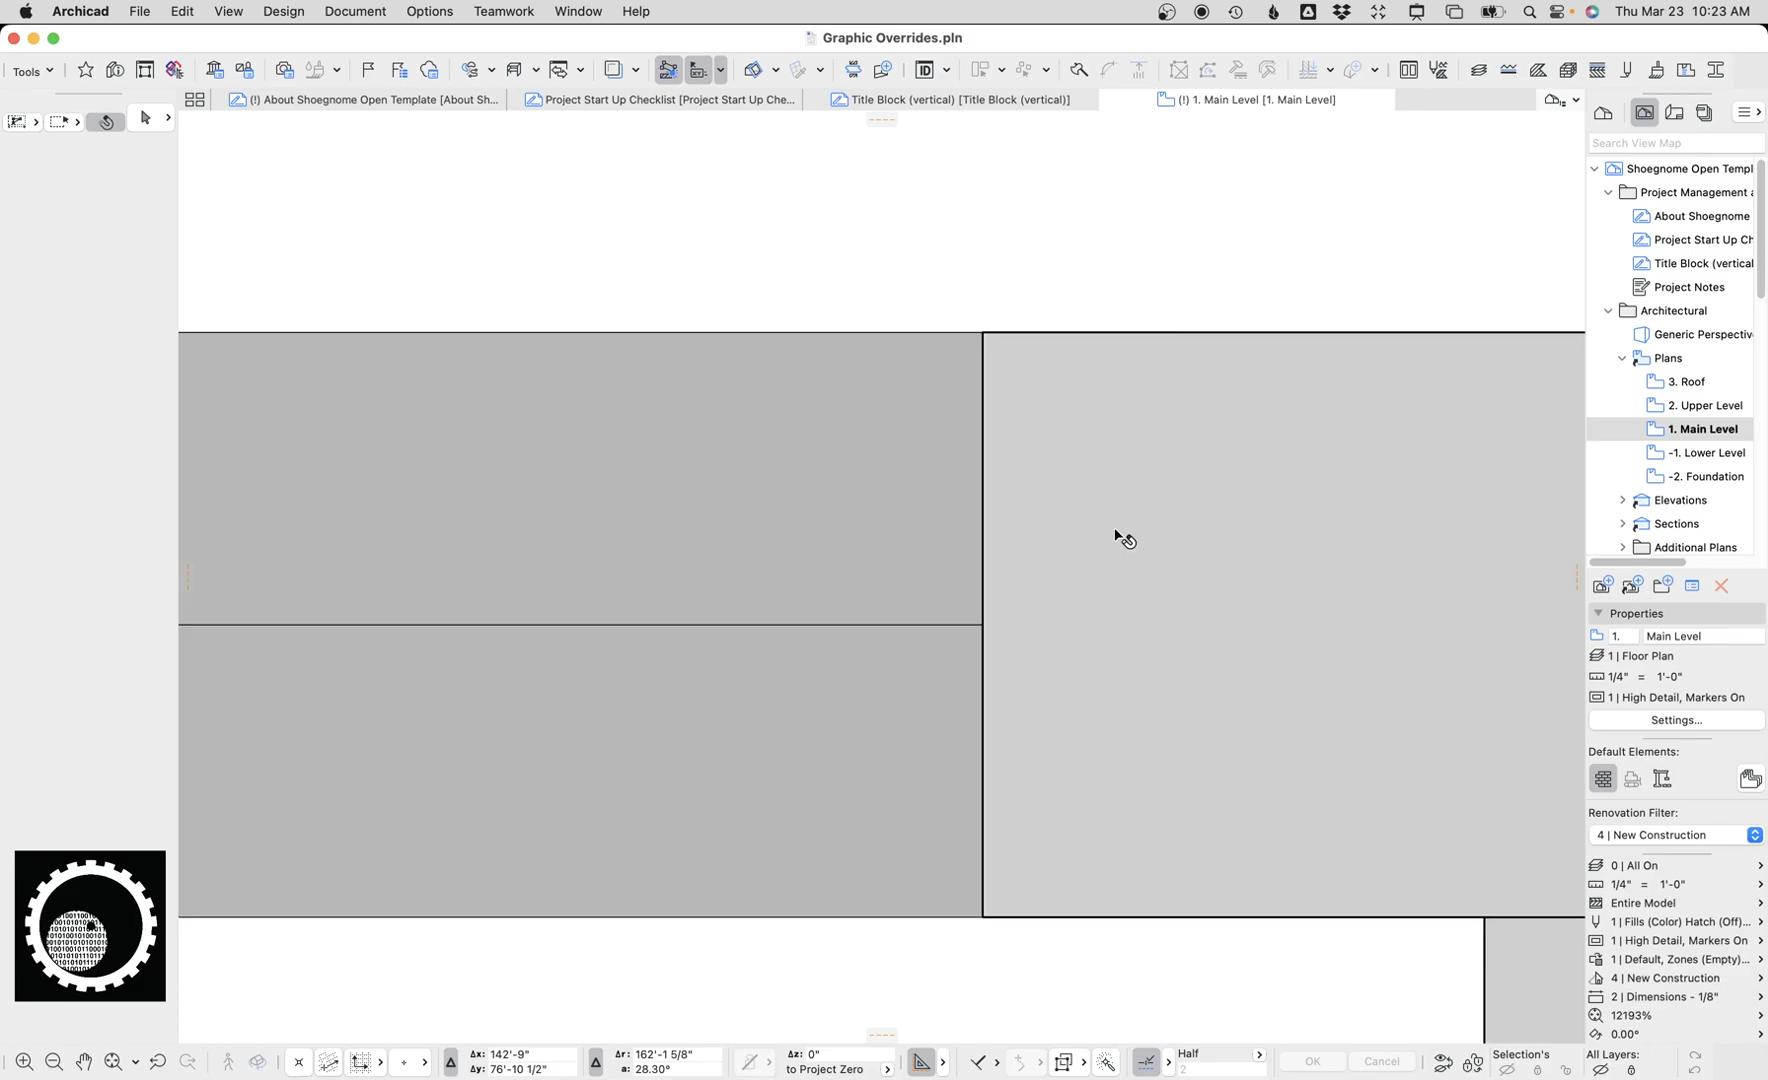 Archicad File Edit View Design Document Options Teamwork Window Help Thu Mar 23 10:23 AM
Graphic Overrides.pln
Tools
(!) About Shoegnome Open Template [About Sh...
Project Start Up Checklist [Project Start Up Che...
Title Block (vertical) [Title Block (vertical)]
(!) 1. Main Level [1. Main Level]
Search View Map
Shoegnome Open Templ
Project Management a
About Shoegnome
Project Start Up Ch
Title Block (vertical
Project Notes
Architectural
Generic Perspectiv
Plans
3. Roof
2. Upper Level
1. Main Level
-1. Lower Level
-2. Foundation
Elevations
Sections
Additional Plans
Properties
1. Main Level
1 | Floor Plan
1/4" = 1'-0"
1 | High Detail, Markers On
Settings...
Default Elements:
Renovation Filter:
4 | New Construction
0 | All On
1/4" = 1'-0"
Entire Model
1 | Fills (Color) Hatch (Off)...
1 | High Detail, Markers On
1 | Default, Zones (Empty)...
4 | New Construction
2 | Dimensions - 1/8"
12193%
0.00°
Δx: 142'-9"
Δy: 76'-10 1/2"
Δr: 162'-1 5/8"
a: 28.30°
Δz: 0"
to Project Zero
Half
2
OK
Cancel
Selection's
All Layers: